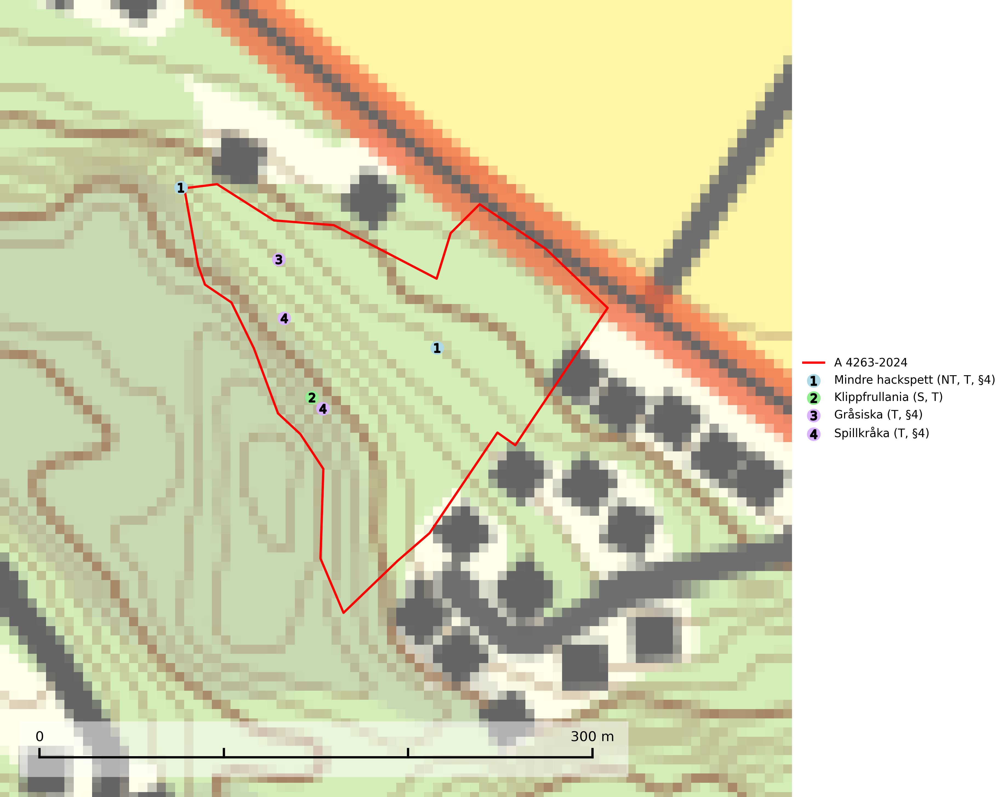 1
3
4
1
2
4
A 4263-2024
1 Mindre hackspett (NT, T, §4)
2 Klippfrullania (S, T)
3 Gråsiska (T, §4)
4 Spillkråka (T, §4)
0 300 m